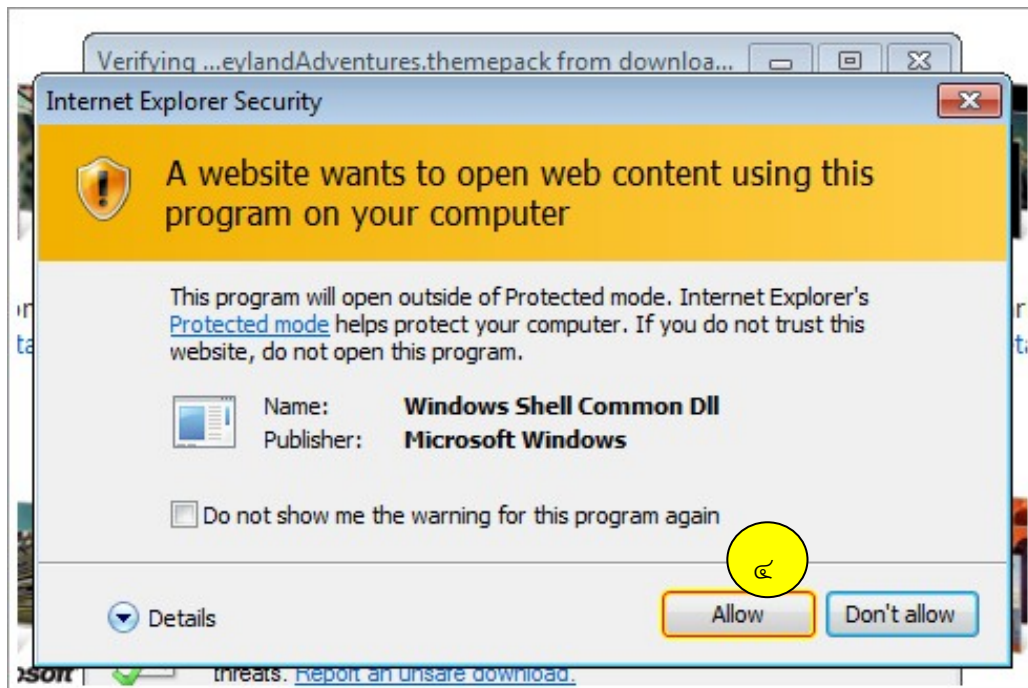 Verifying ...eylandAdventures.themepack from downloa...
Internet Explorer Security
A website wants to open web content using this
program on your computer
This program will open outside of Protected mode. Internet Explorer's
Protected mode helps protect your computer. If you do not trust this
website, do not open this program.
Name: Windows Shell Common Dll
Publisher: Microsoft Windows
Do not show me the warning for this program again
๔
Details Allow Don't allow
threats. Report an unsafe download.